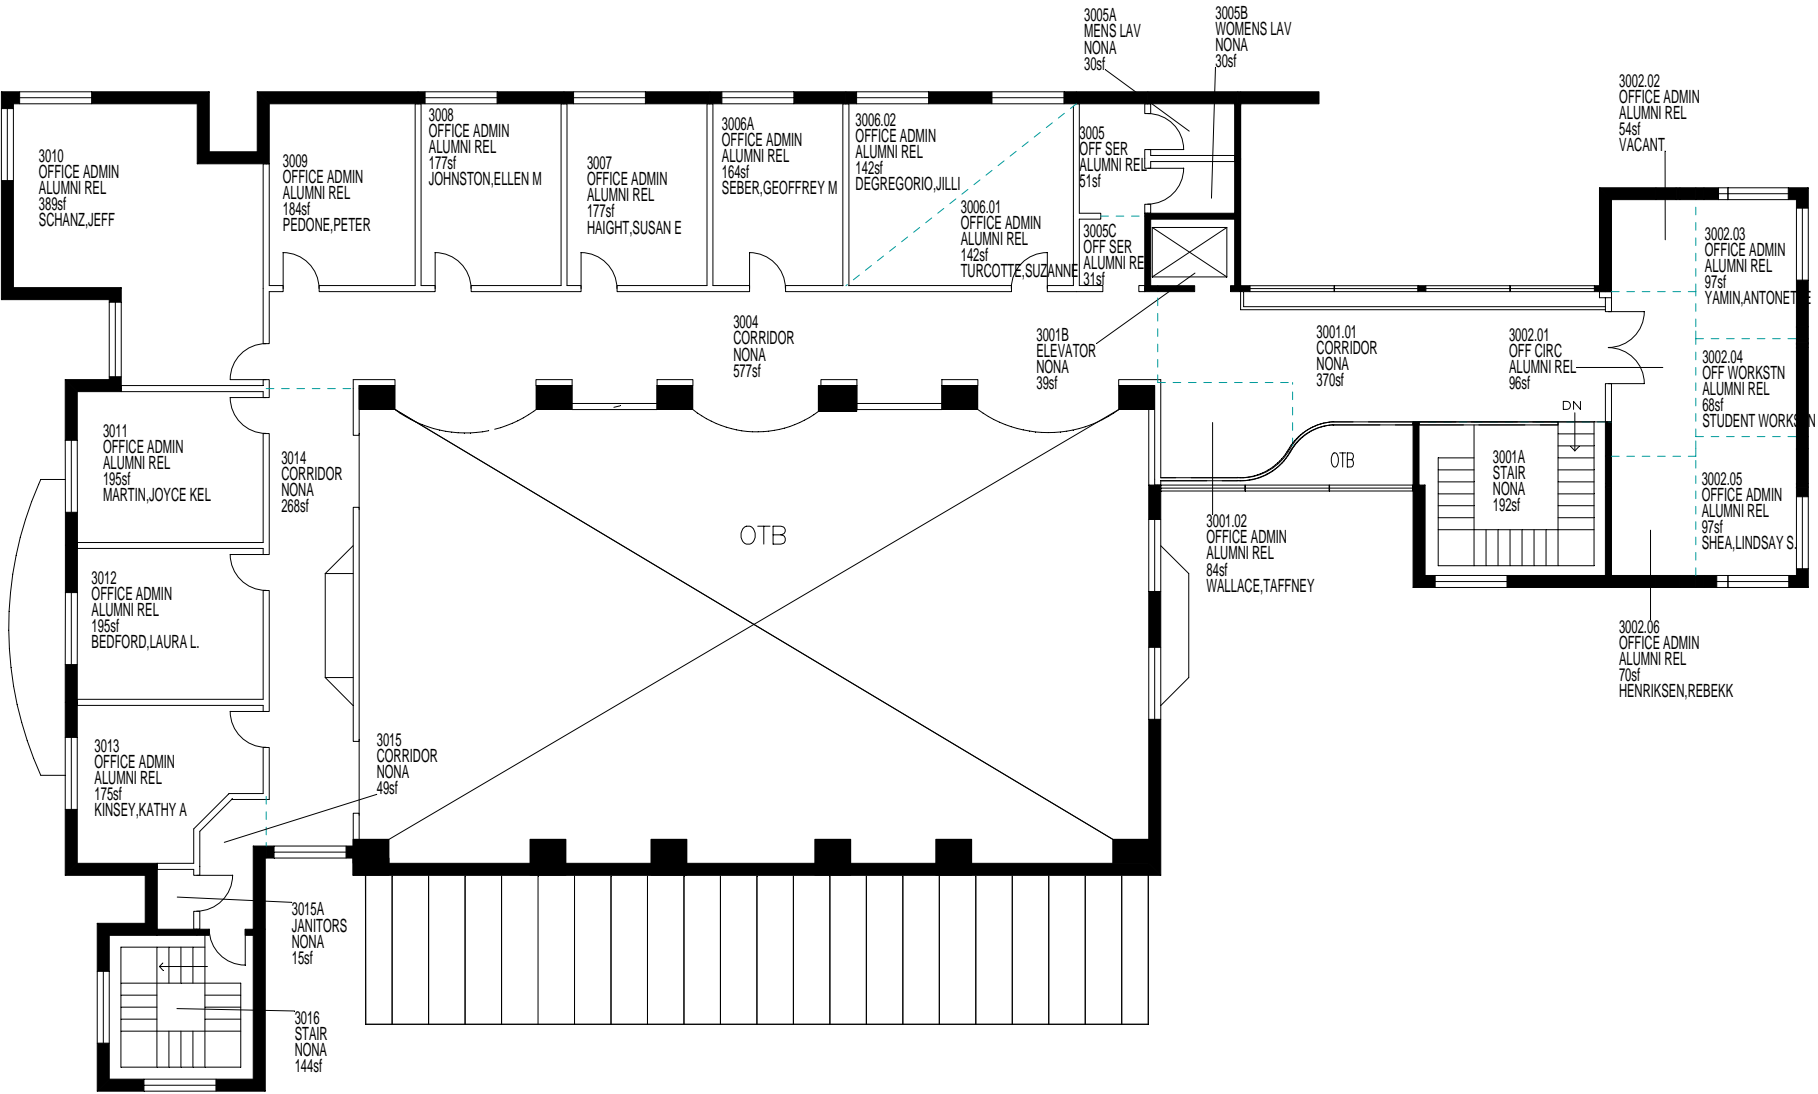 3005A
MENS LAV
NONA
30sf
3005B
WOMENS LAV
NONA
30sf
3002.02
OFFICE ADMIN
ALUMNI REL
54sf
VACANT
3010
OFFICE ADMIN
ALUMNI REL
389sf
SCHANZ,JEFF
3009
OFFICE ADMIN
ALUMNI REL
184sf
PEDONE,PETER
3008
OFFICE ADMIN
ALUMNI REL
177sf
JOHNSTON,ELLEN M
3007
OFFICE ADMIN
ALUMNI REL
177sf
HAIGHT,SUSAN E
3006A
OFFICE ADMIN
ALUMNI REL
164sf
SEBER,GEOFFREY M
3006.02
OFFICE ADMIN
ALUMNI REL
142sf
DEGREGORIO,JILLI
3006.01
OFFICE ADMIN
ALUMNI REL
142sf
TURCOTTE,SUZANNE
3005
OFF SER
ALUMNI REL
51sf
3005C
OFF SER
ALUMNI RE
31sf
3002.03
OFFICE ADMIN
ALUMNI REL
97sf
YAMIN,ANTONETTE
3004
CORRIDOR
NONA
577sf
3001B
ELEVATOR
NONA
39sf
3001.01
CORRIDOR
NONA
370sf
3002.01
OFF CIRC
ALUMNI REL
96sf
3002.04
OFF WORKSTN
ALUMNI REL
68sf
STUDENT WORKSTN
DN
3011
OFFICE ADMIN
ALUMNI REL
195sf
MARTIN,JOYCE KEL
3014
CORRIDOR
NONA
268sf
OTB
3001A
STAIR
NONA
192sf
3002.05
OFFICE ADMIN
ALUMNI REL
97sf
SHEA,LINDSAY S.
OTB
3001.02
OFFICE ADMIN
ALUMNI REL
84sf
WALLACE,TAFFNEY
3012
OFFICE ADMIN
ALUMNI REL
195sf
BEDFORD,LAURA L.
3002.06
OFFICE ADMIN
ALUMNI REL
70sf
HENRIKSEN,REBEKK
3013
OFFICE ADMIN
ALUMNI REL
175sf
KINSEY,KATHY A
3015
CORRIDOR
NONA
49sf
3015A
JANITORS
NONA
15sf
3016
STAIR
NONA
144sf